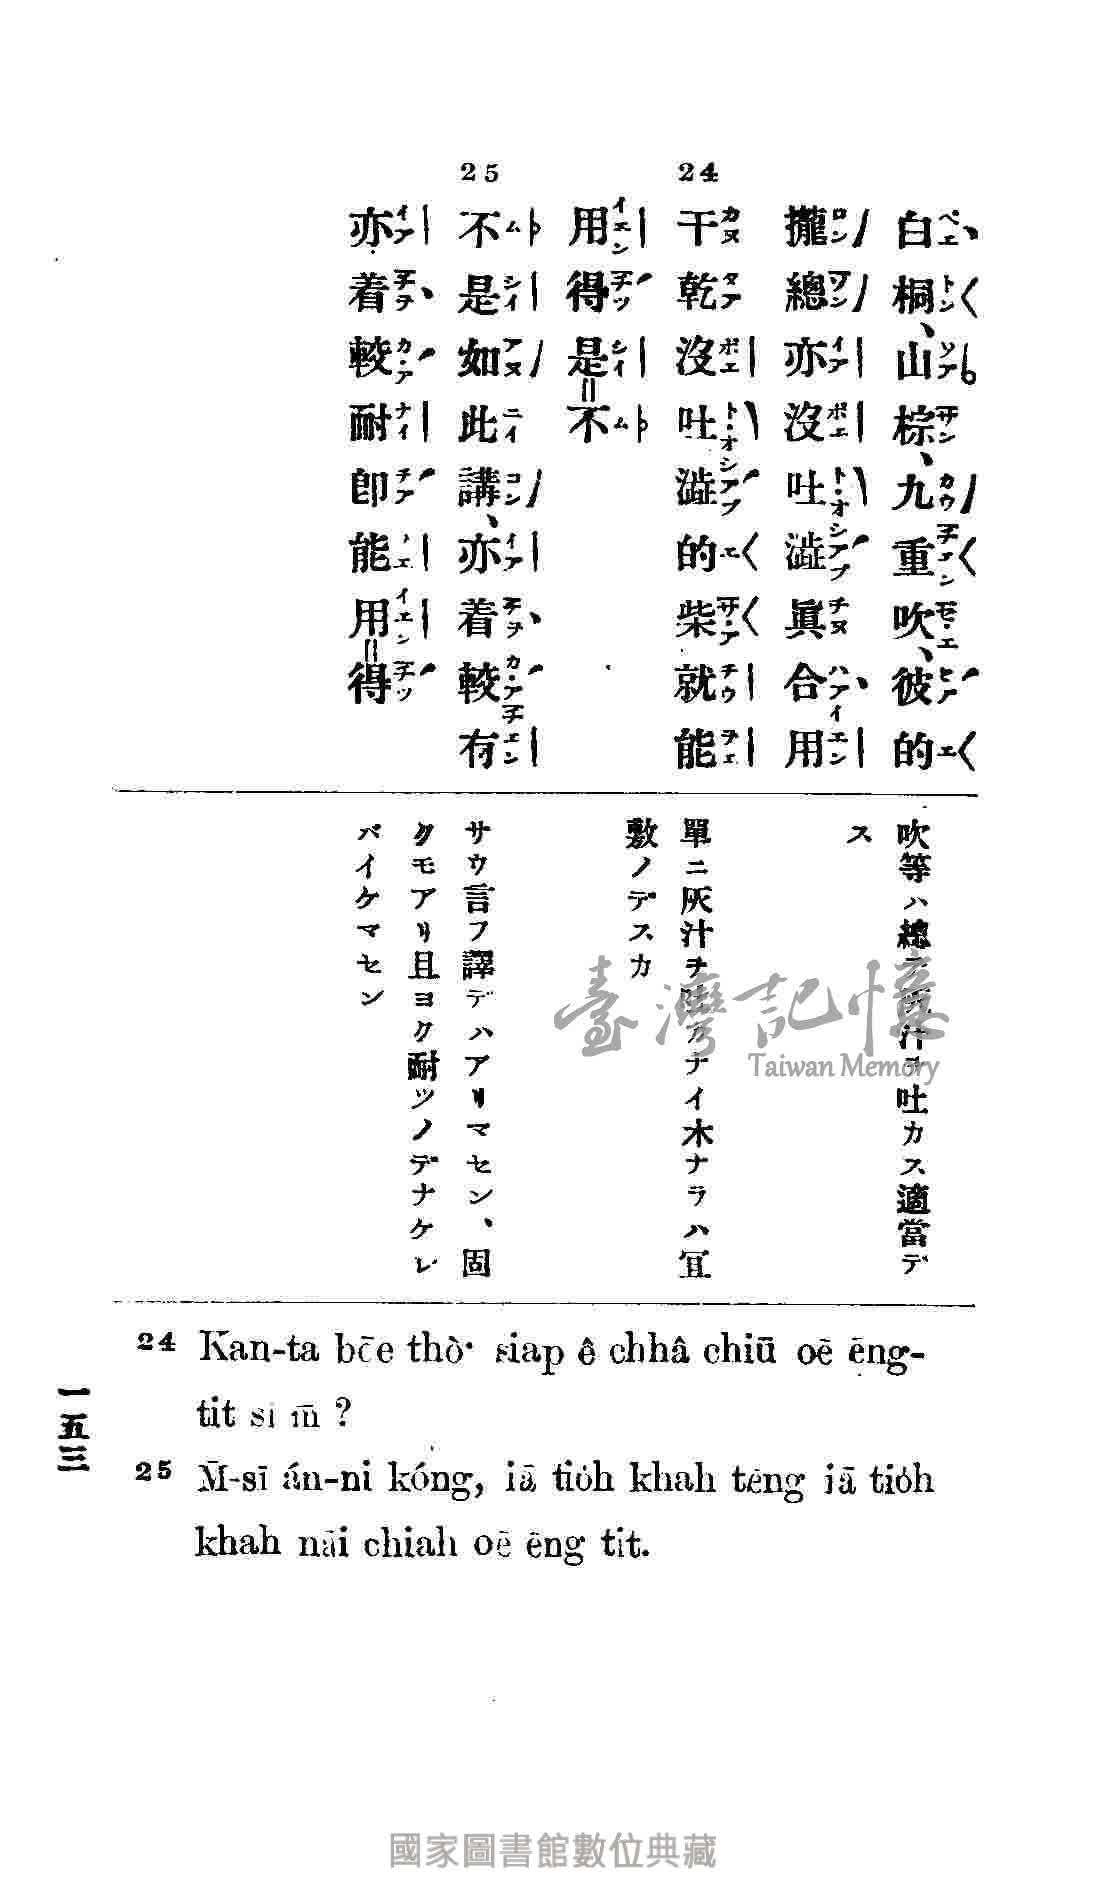 白桐、山棕、九重吹、彼的
攏總亦沒吐澁眞合用
24
干乾沒吐澁的柴就能
用得是不
25
不是如此講、亦着較有
亦着較耐卽能用得
吹等ハ總テ灰汁ヲ吐カス適當デ
ス
單ニ灰汁ヲ吐カナイ木ナラハ宜
敷ノデスカ
サウ言フ譯デハアリマセン、固
クモアリ且ヨク耐ツノデナケレ
バイケマセン
24 Kan-ta bōe thò͘ siap ê chhâ chiū oē ēng-
tit sī m̄ ?
25 M̄-sī án-ni kóng, iā tio̍h khah tēng iā tio̍h
khah nāi chiah oē ēng tit.
一五三
臺灣記憶
Taiwan Memory
國家圖書館數位典藏